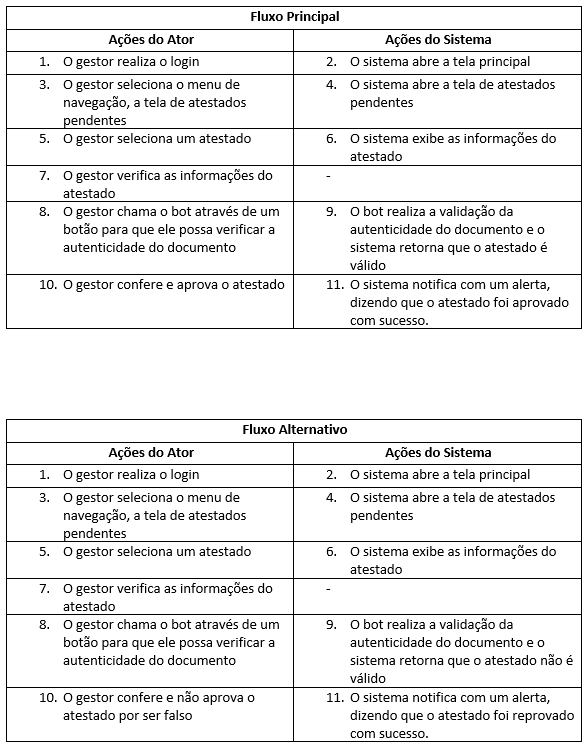 Fluxo Principal
Ações do Ator
Ações do Sistema
1. O gestor realiza o login
2. O sistema abre a tela principal
3. O gestor seleciona o menu de
navegação, a tela de atestados
pendentes
4. O sistema abre a tela de atestados
pendentes
5. O gestor seleciona um atestado
6. O sistema exibe as informações do
atestado
7. O gestor verifica as informações do
atestado
-
8. O gestor chama o bot através de um
botão para que ele possa verificar a
autenticidade do documento
9. O bot realiza a validação da
autenticidade do documento e o
sistema retorna que o atestado é
válido
10. O gestor confere e aprova o atestado
11. O sistema notifica com um alerta,
dizendo que o atestado foi aprovado
com sucesso.
Fluxo Alternativo
Ações do Ator
Ações do Sistema
1. O gestor realiza o login
2. O sistema abre a tela principal
3. O gestor seleciona o menu de
navegação, a tela de atestados
pendentes
4. O sistema abre a tela de atestados
pendentes
5. O gestor seleciona um atestado
6. O sistema exibe as informações do
atestado
7. O gestor verifica as informações do
atestado
-
8. O gestor chama o bot através de um
botão para que ele possa verificar a
autenticidade do documento
9. O bot realiza a validação da
autenticidade do documento e o
sistema retorna que o atestado não é
válido
10. O gestor confere e não aprova o
atestado por ser falso
11. O sistema notifica com um alerta,
dizendo que o atestado foi reprovado
com sucesso.